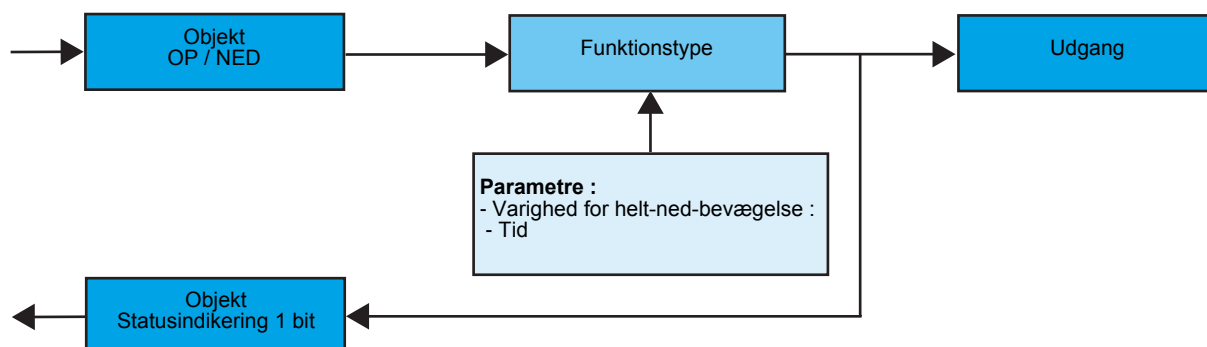 Objekt
OP / NED
Funktionstype
Udgang
Parametre :
- Varighed for helt-ned-bevægelse :
- Tid
Objekt
Statusindikering 1 bit